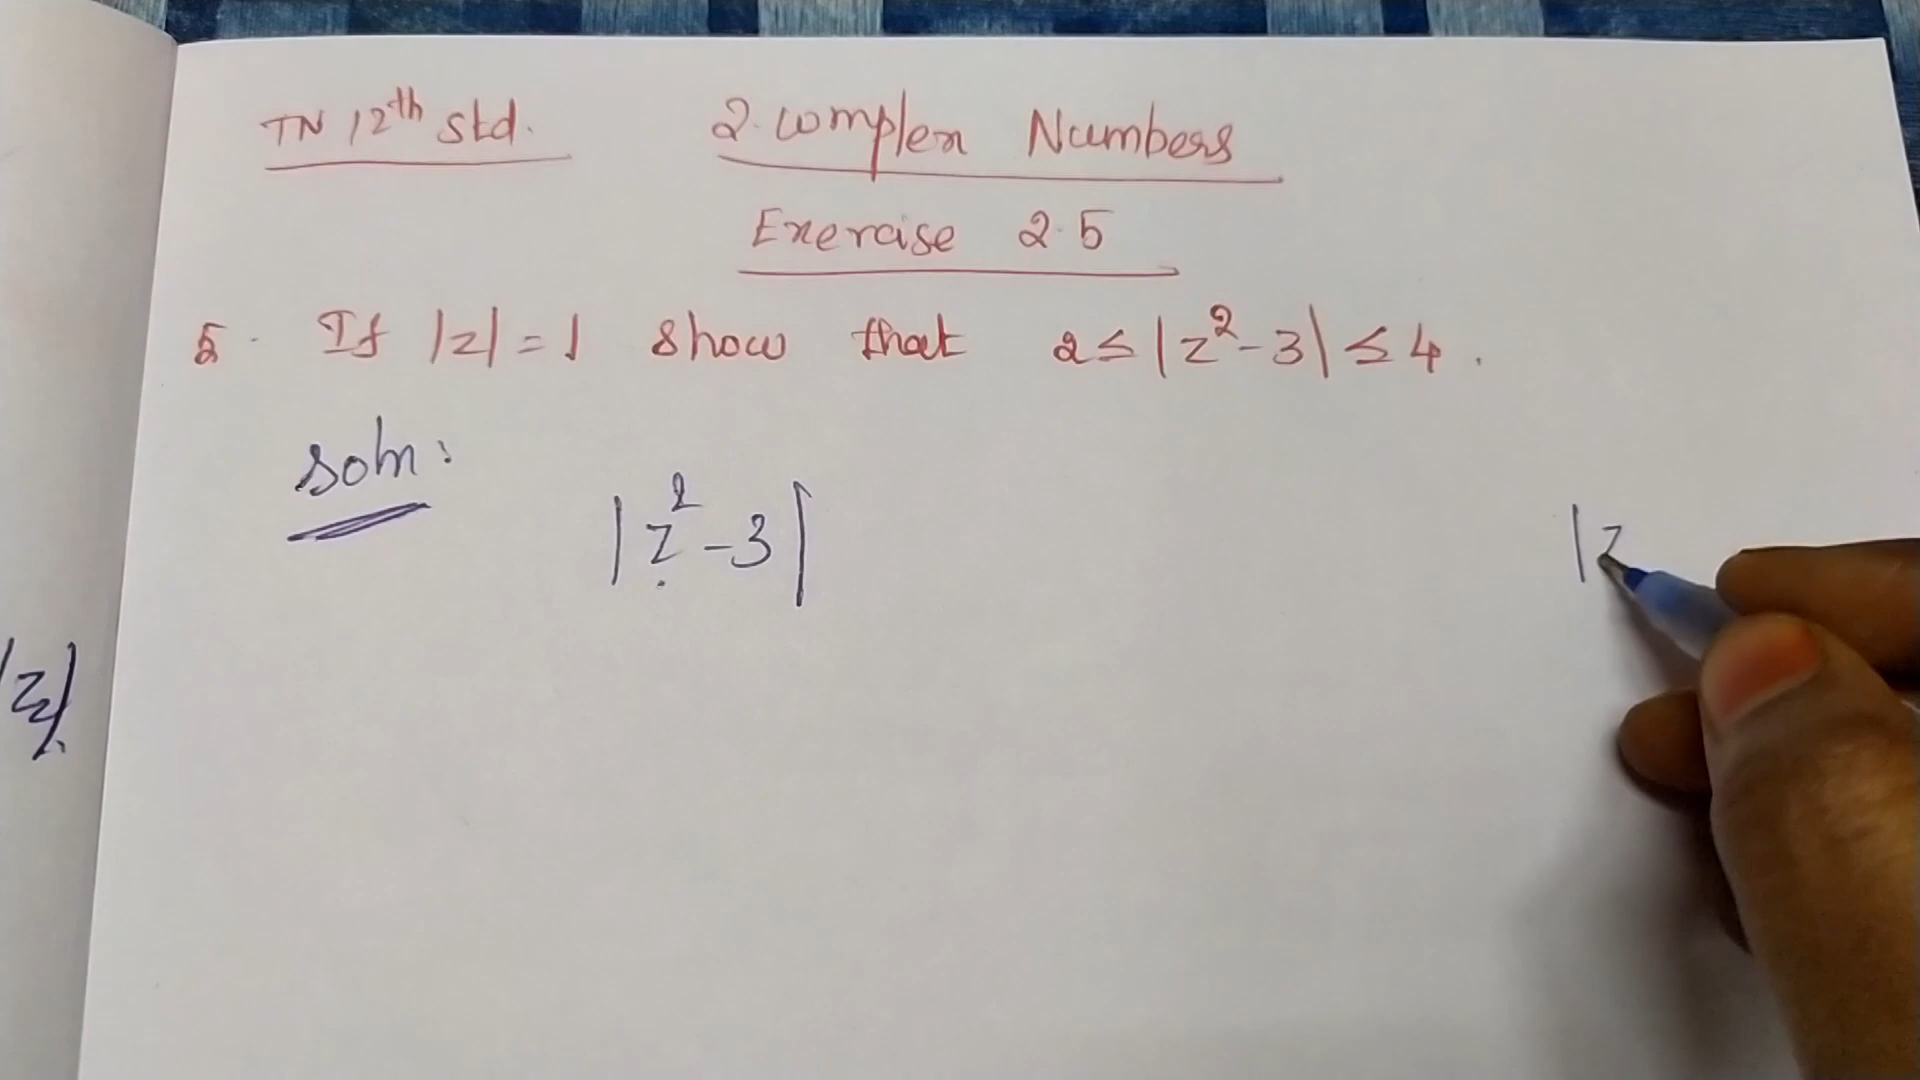 TN 12th Std. 2. Complex Numbers
Exercise 2.5
5. If |z| = 1 show that 2 ≤ |z² - 3| ≤ 4.
Soln:
|z² - 3|
|z
|z₂|